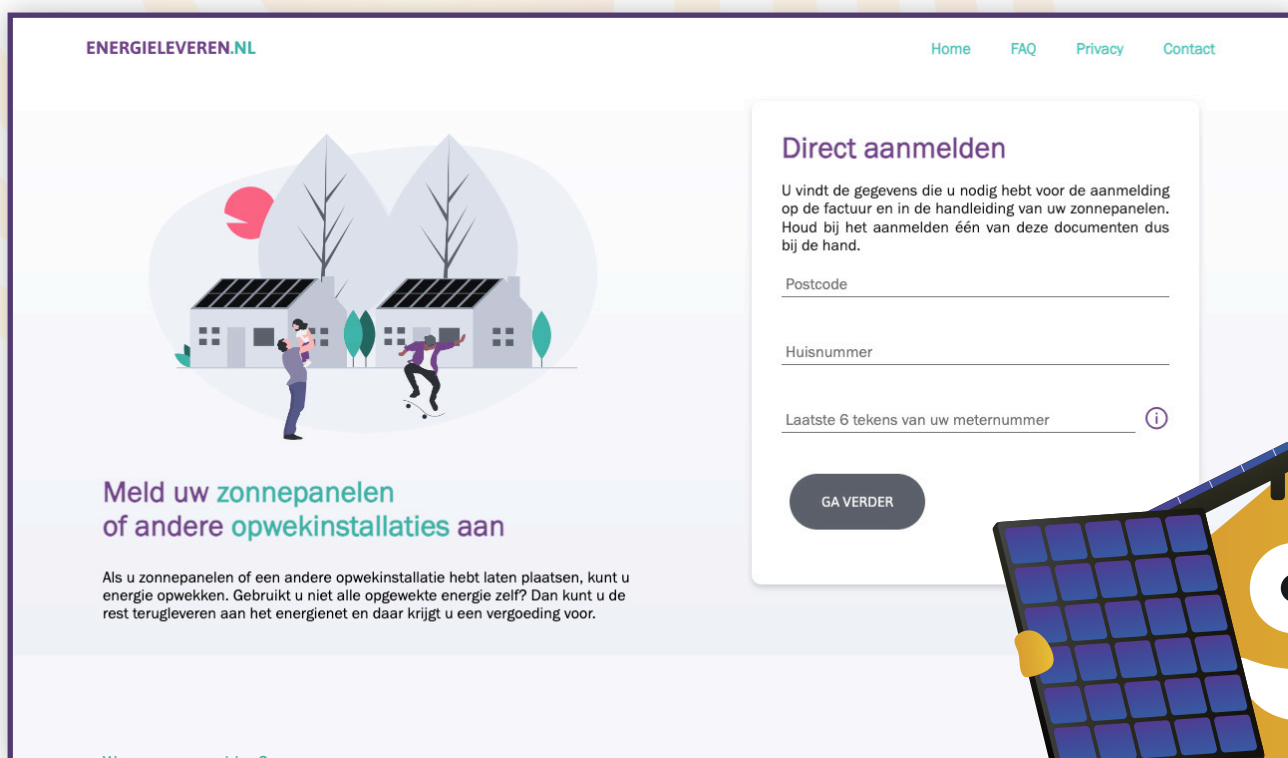 ENERGIELEVEREN.NL
Home FAQ Privacy Contact
Direct aanmelden
U vindt de gegevens die u nodig hebt voor de aanmelding
op de factuur en in de handleiding van uw zonnepanelen.
Houd bij het aanmelden één van deze documenten dus
bij de hand.
Postcode
Huisnummer
Laatste 6 tekens van uw meternummer
GA VERDER
Meld uw zonnepanelen
of andere opwekinstallaties aan
Als u zonnepanelen of een andere opwekinstallatie hebt laten plaatsen, kunt u
energie opwekken. Gebruikt u niet alle opgewekte energie zelf? Dan kunt u de
rest terugleveren aan het energienet en daar krijgt u een vergoeding voor.